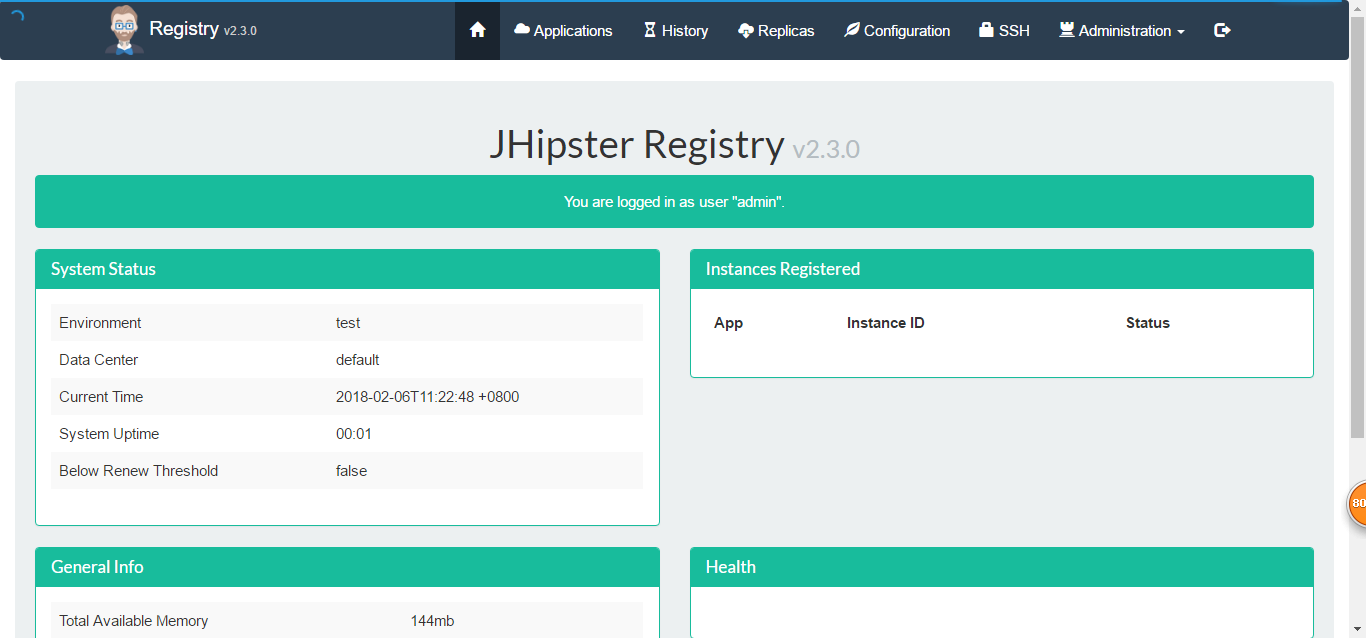 Registry v2.3.0 Applications History Replicas Configuration SSH Administration
JHipster Registry v2.3.0
You are logged in as user "admin".
System Status
Environment test
Data Center default
Current Time 2018-02-06T11:22:48 +0800
System Uptime 00:01
Below Renew Threshold false
Instances Registered
App Instance ID Status
General Info
Total Available Memory 144mb
Health
80